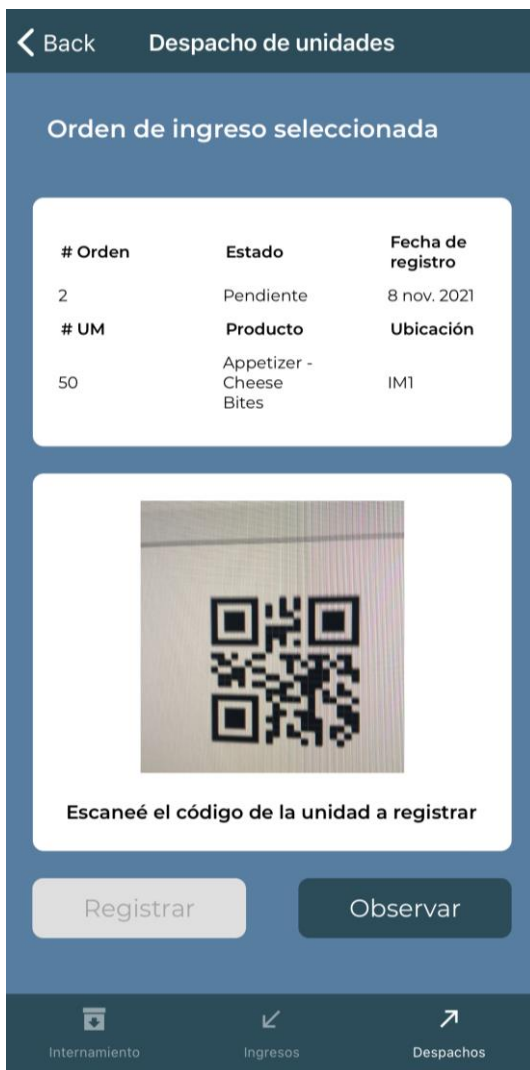 Back
Despacho de unidades
Orden de ingreso seleccionada
# Orden Estado Fecha de registro
2 Pendiente 8 nov. 2021
# UM Producto Ubicación
50 Appetizer - Cheese Bites IM1
Escaneé el código de la unidad a registrar
Registrar Observar
Internamiento Ingresos Despachos